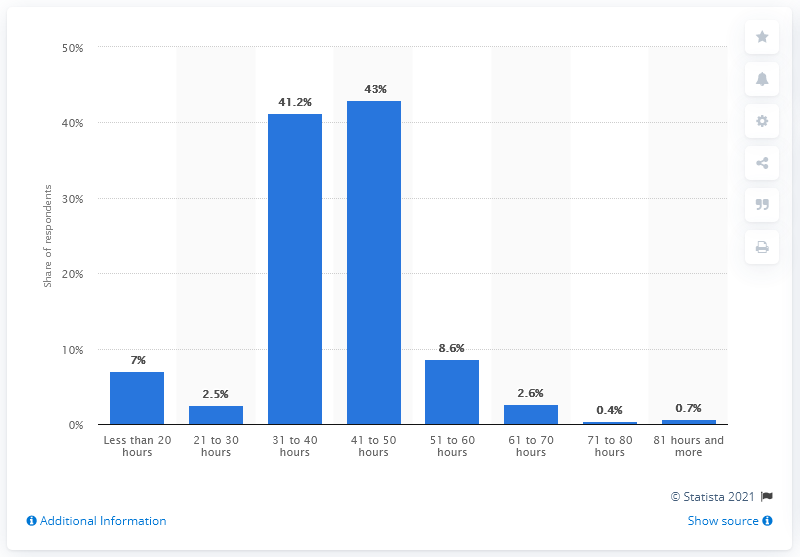 50%
40%
30%
20%
10%
0%
Share of respondents
7%
2.5%
41.2%
43%
8.6%
2.6%
0.4%
0.7%
Less than 20
hours
21 to 30
hours
31 to 40
hours
41 to 50
hours
51 to 60
hours
61 to 70
hours
71 to 80
hours
81 hours and
more
© Statista 2021
Additional Information
Show source